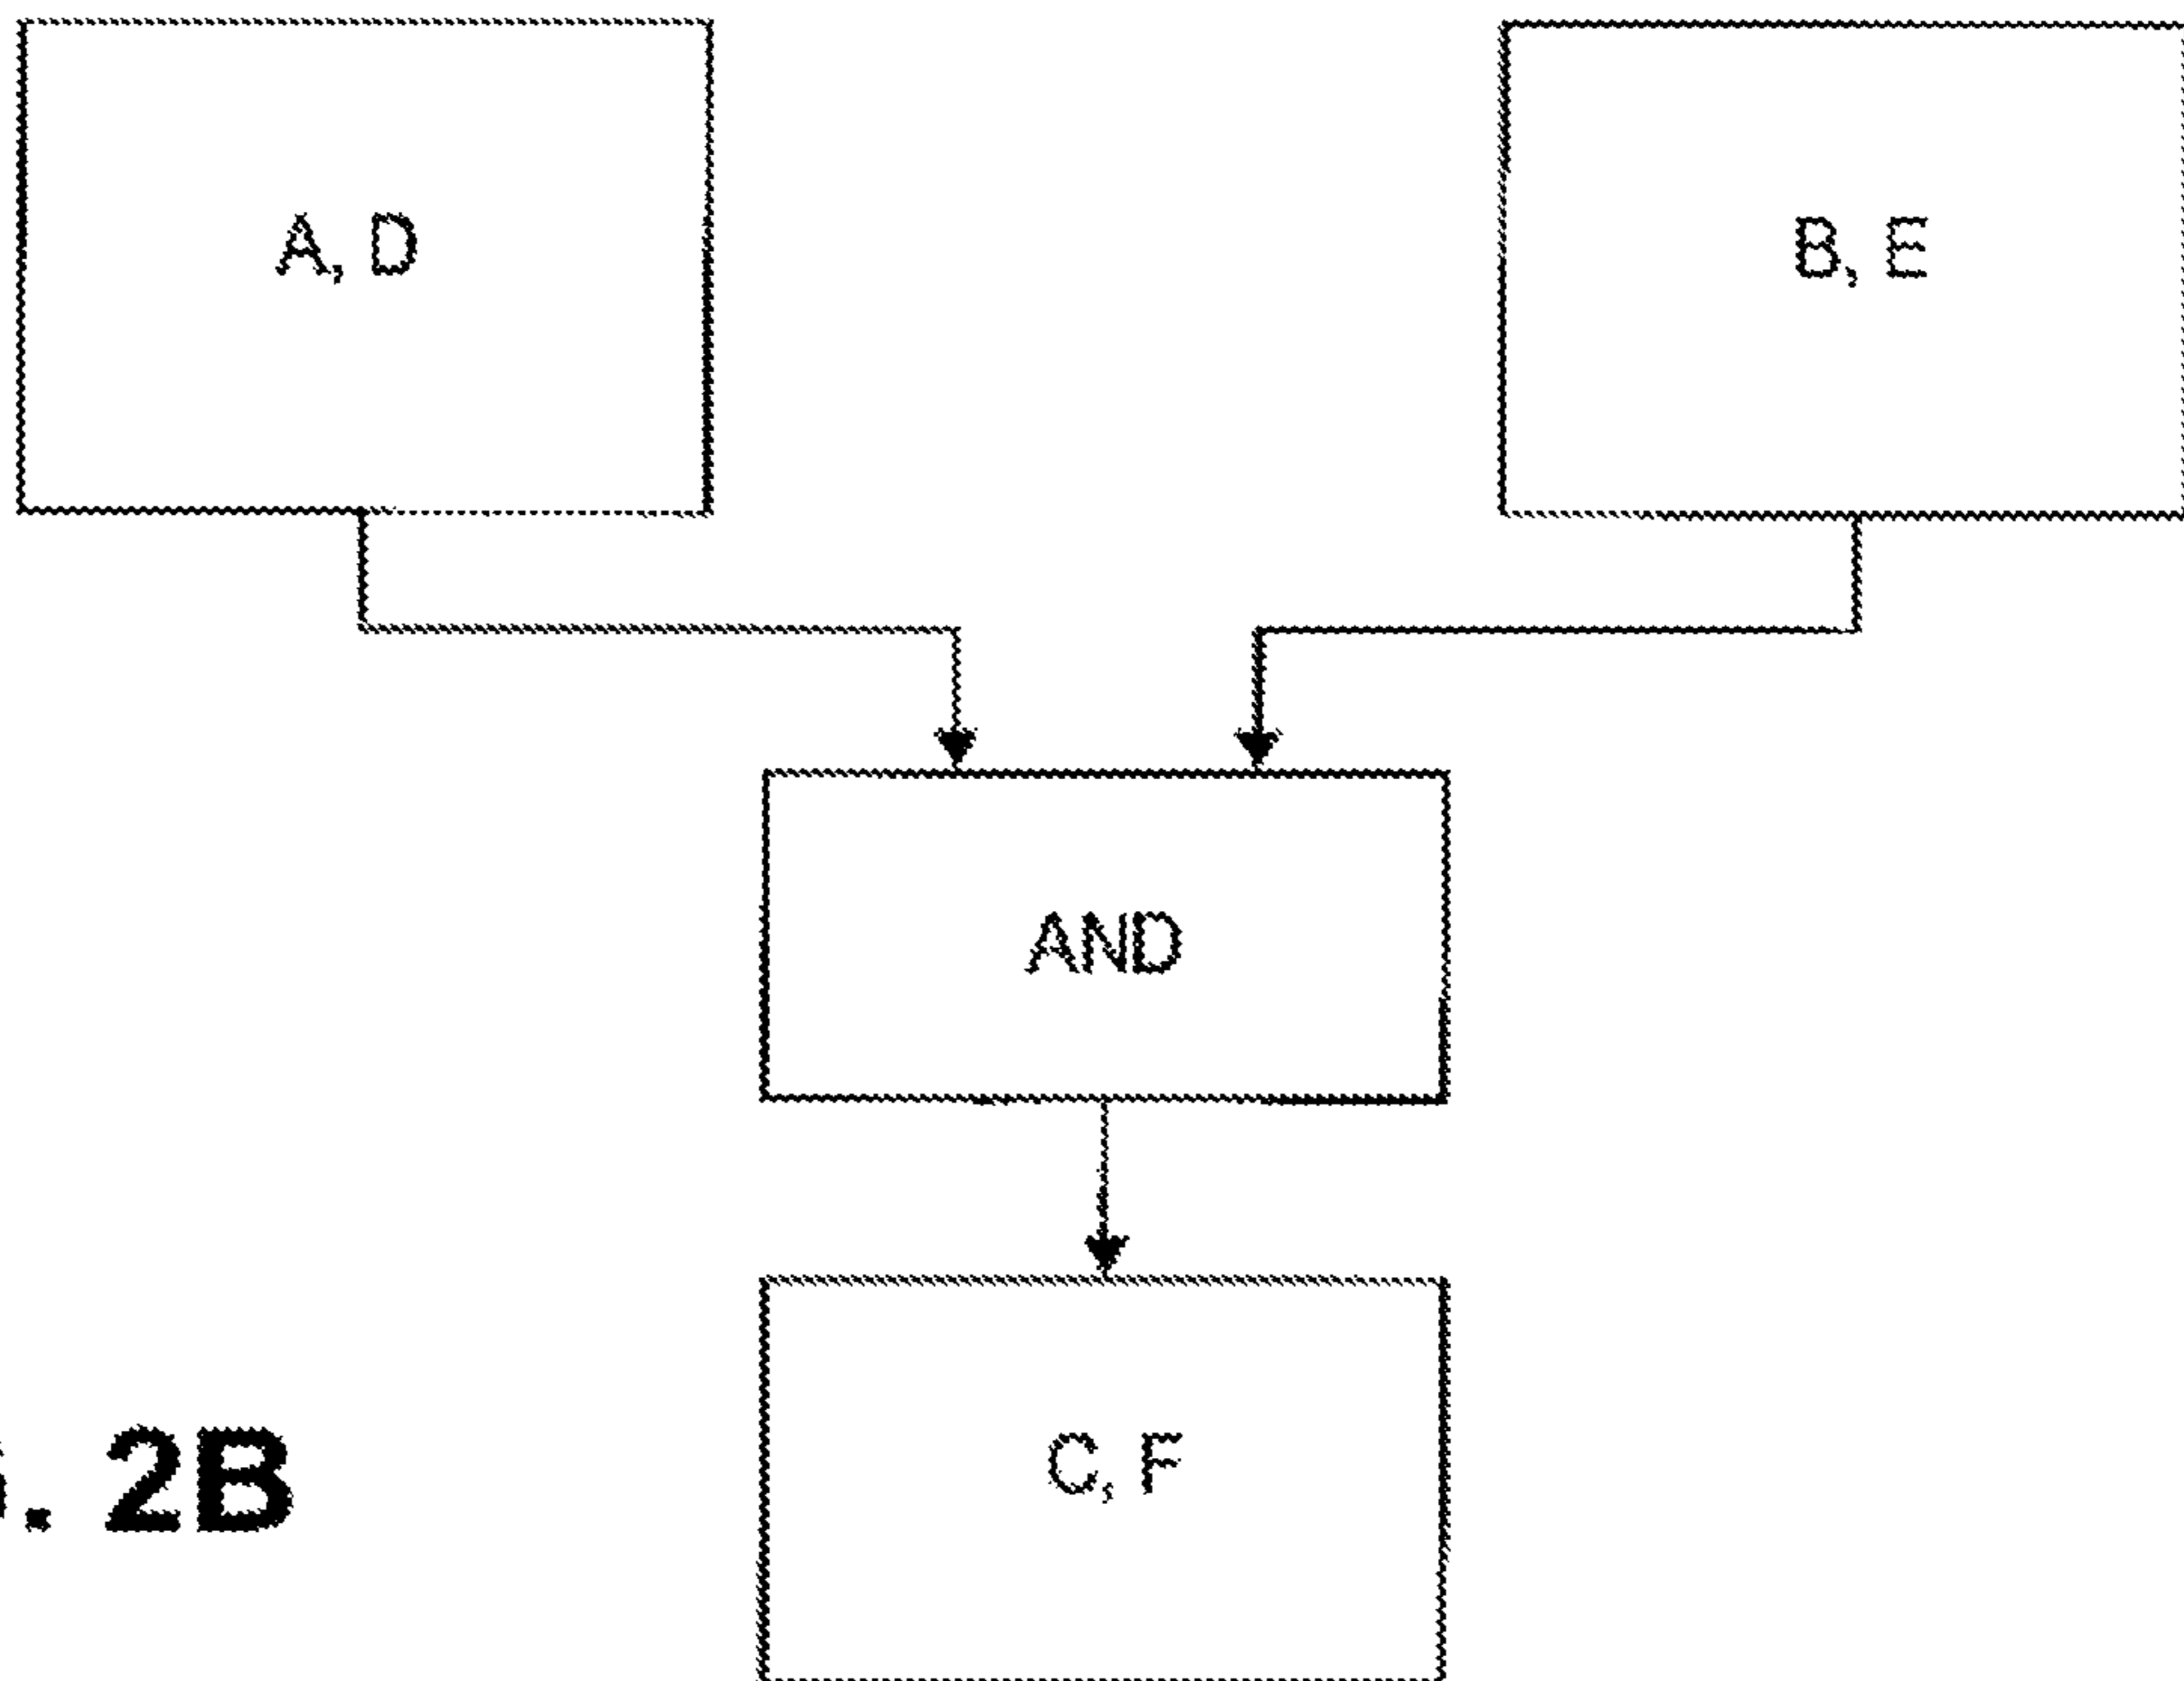 A, D
B, E
AND
C, F
. 2B